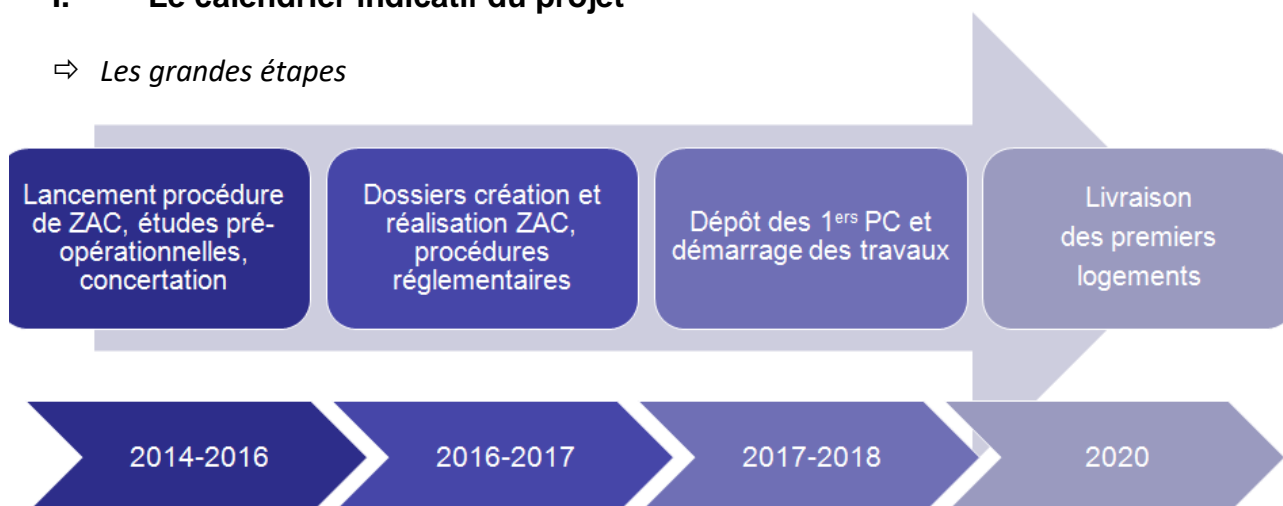 I. Le calendrier indicatif du projet
⇨ Les grandes étapes
Lancement procédure
de ZAC, études pré-
opérationnelles,
concertation
Dossiers création et
réalisation ZAC,
procédures
réglementaires
Dépôt des 1ers PC et
démarrage des travaux
Livraison
des premiers
logements
2014-2016
2016-2017
2017-2018
2020